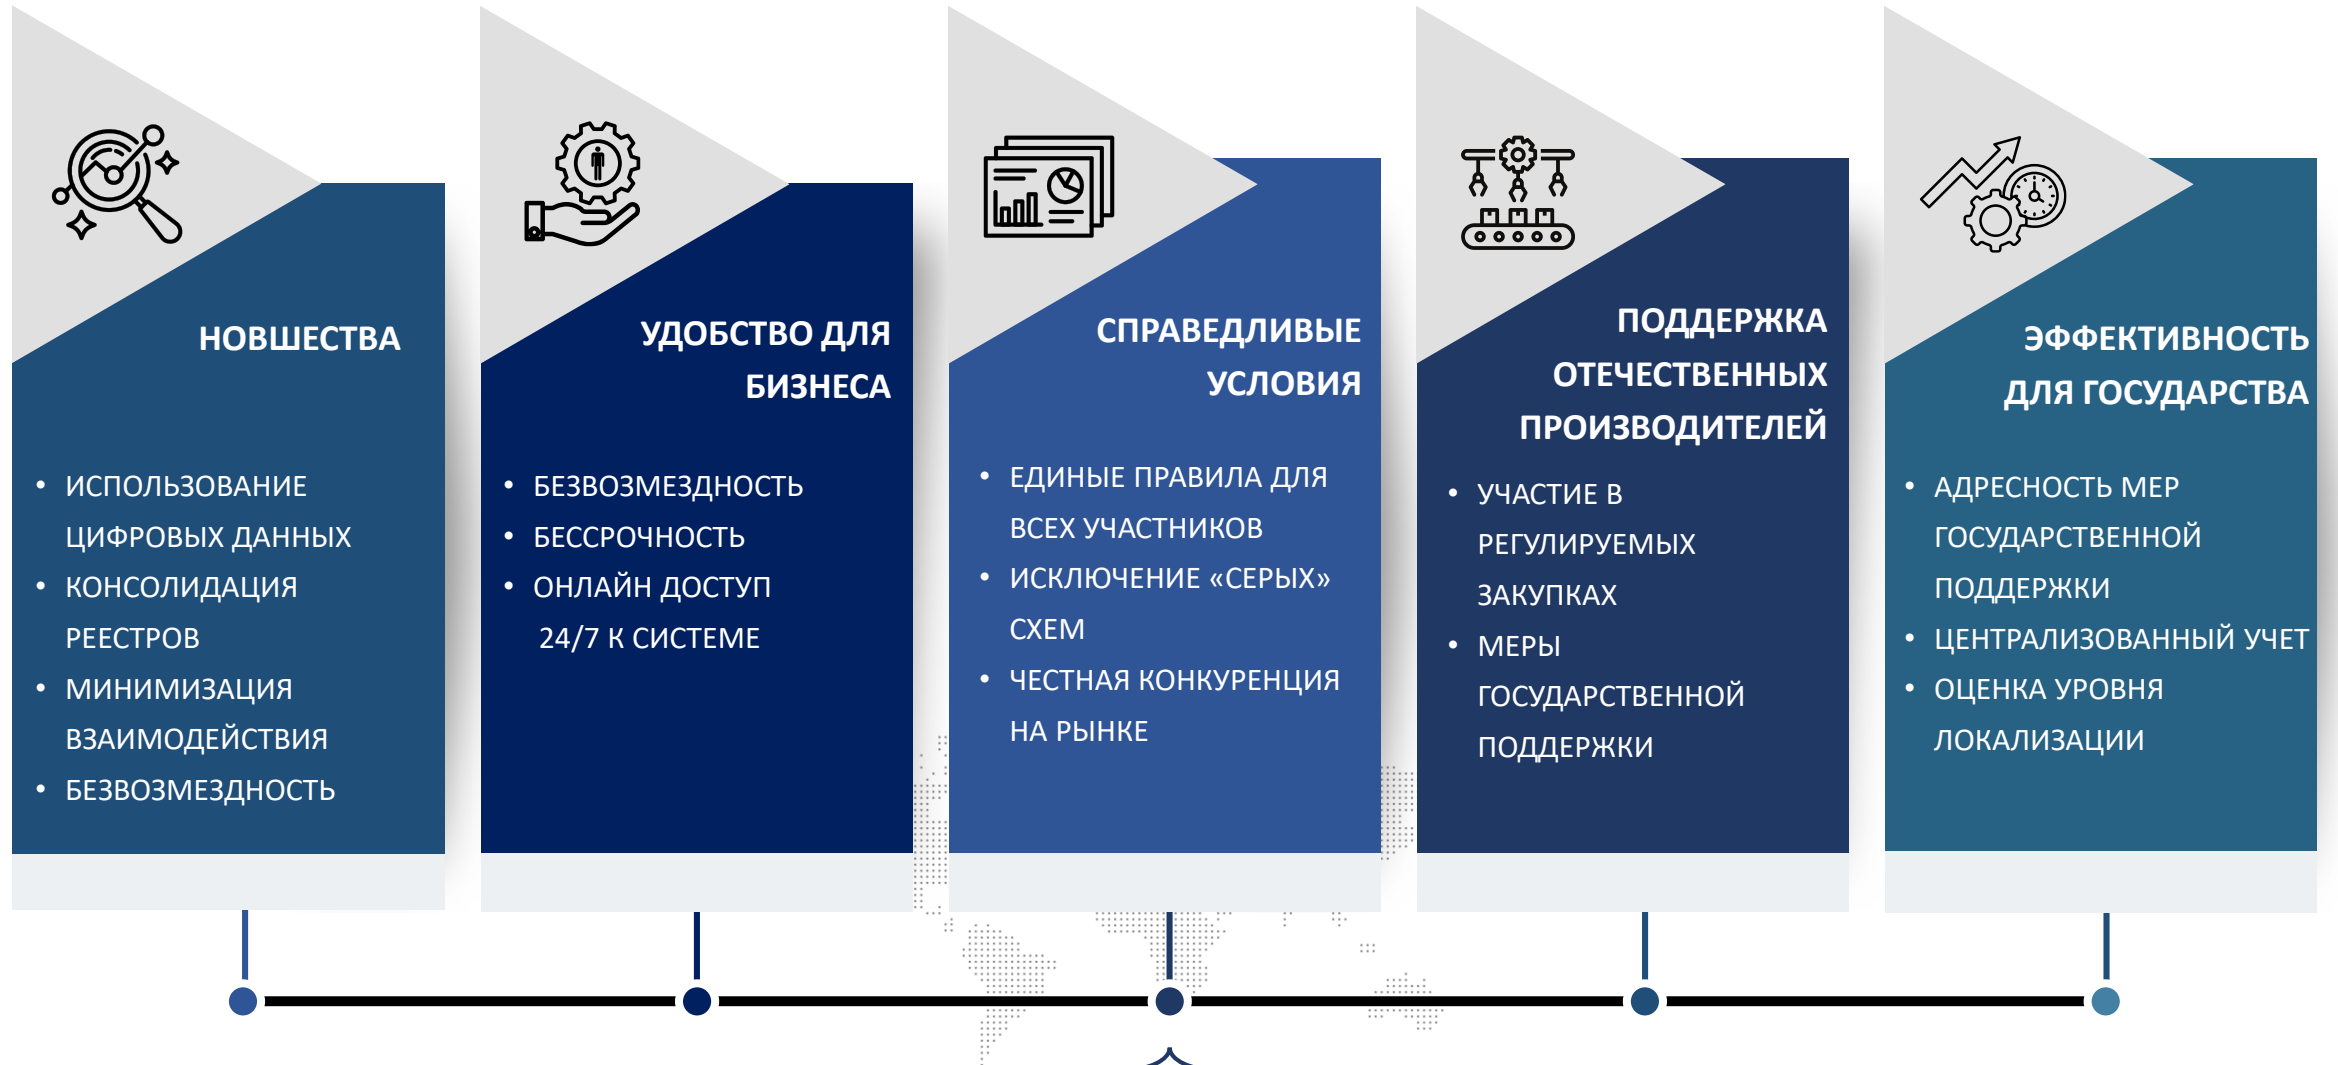 НОВШЕСТВА
• ИСПОЛЬЗОВАНИЕ
ЦИФРОВЫХ ДАННЫХ
• КОНСОЛИДАЦИЯ
РЕЕСТРОВ
• МИНИМИЗАЦИЯ
ВЗАИМОДЕЙСТВИЯ
• БЕЗВОЗМЕЗДНОСТЬ
УДОБСТВО ДЛЯ
БИЗНЕСА
• БЕЗВОЗМЕЗДНОСТЬ
• БЕССРОЧНОСТЬ
• ОНЛАЙН ДОСТУП
24/7 К СИСТЕМЕ
СПРАВЕДЛИВЫЕ
УСЛОВИЯ
• ЕДИНЫЕ ПРАВИЛА ДЛЯ
ВСЕХ УЧАСТНИКОВ
• ИСКЛЮЧЕНИЕ «СЕРЫХ»
СХЕМ
• ЧЕСТНАЯ КОНКУРЕНЦИЯ
НА РЫНКЕ
ПОДДЕРЖКА
ОТЕЧЕСТВЕННЫХ
ПРОИЗВОДИТЕЛЕЙ
• УЧАСТИЕ В
РЕГУЛИРУЕМЫХ
ЗАКУПКАХ
• МЕРЫ
ГОСУДАРСТВЕННОЙ
ПОДДЕРЖКИ
ЭФФЕКТИВНОСТЬ
ДЛЯ ГОСУДАРСТВА
• АДРЕСНОСТЬ МЕР
ГОСУДАРСТВЕННОЙ
ПОДДЕРЖКИ
• ЦЕНТРАЛИЗОВАННЫЙ УЧЕТ
• ОЦЕНКА УРОВНЯ
ЛОКАЛИЗАЦИИ